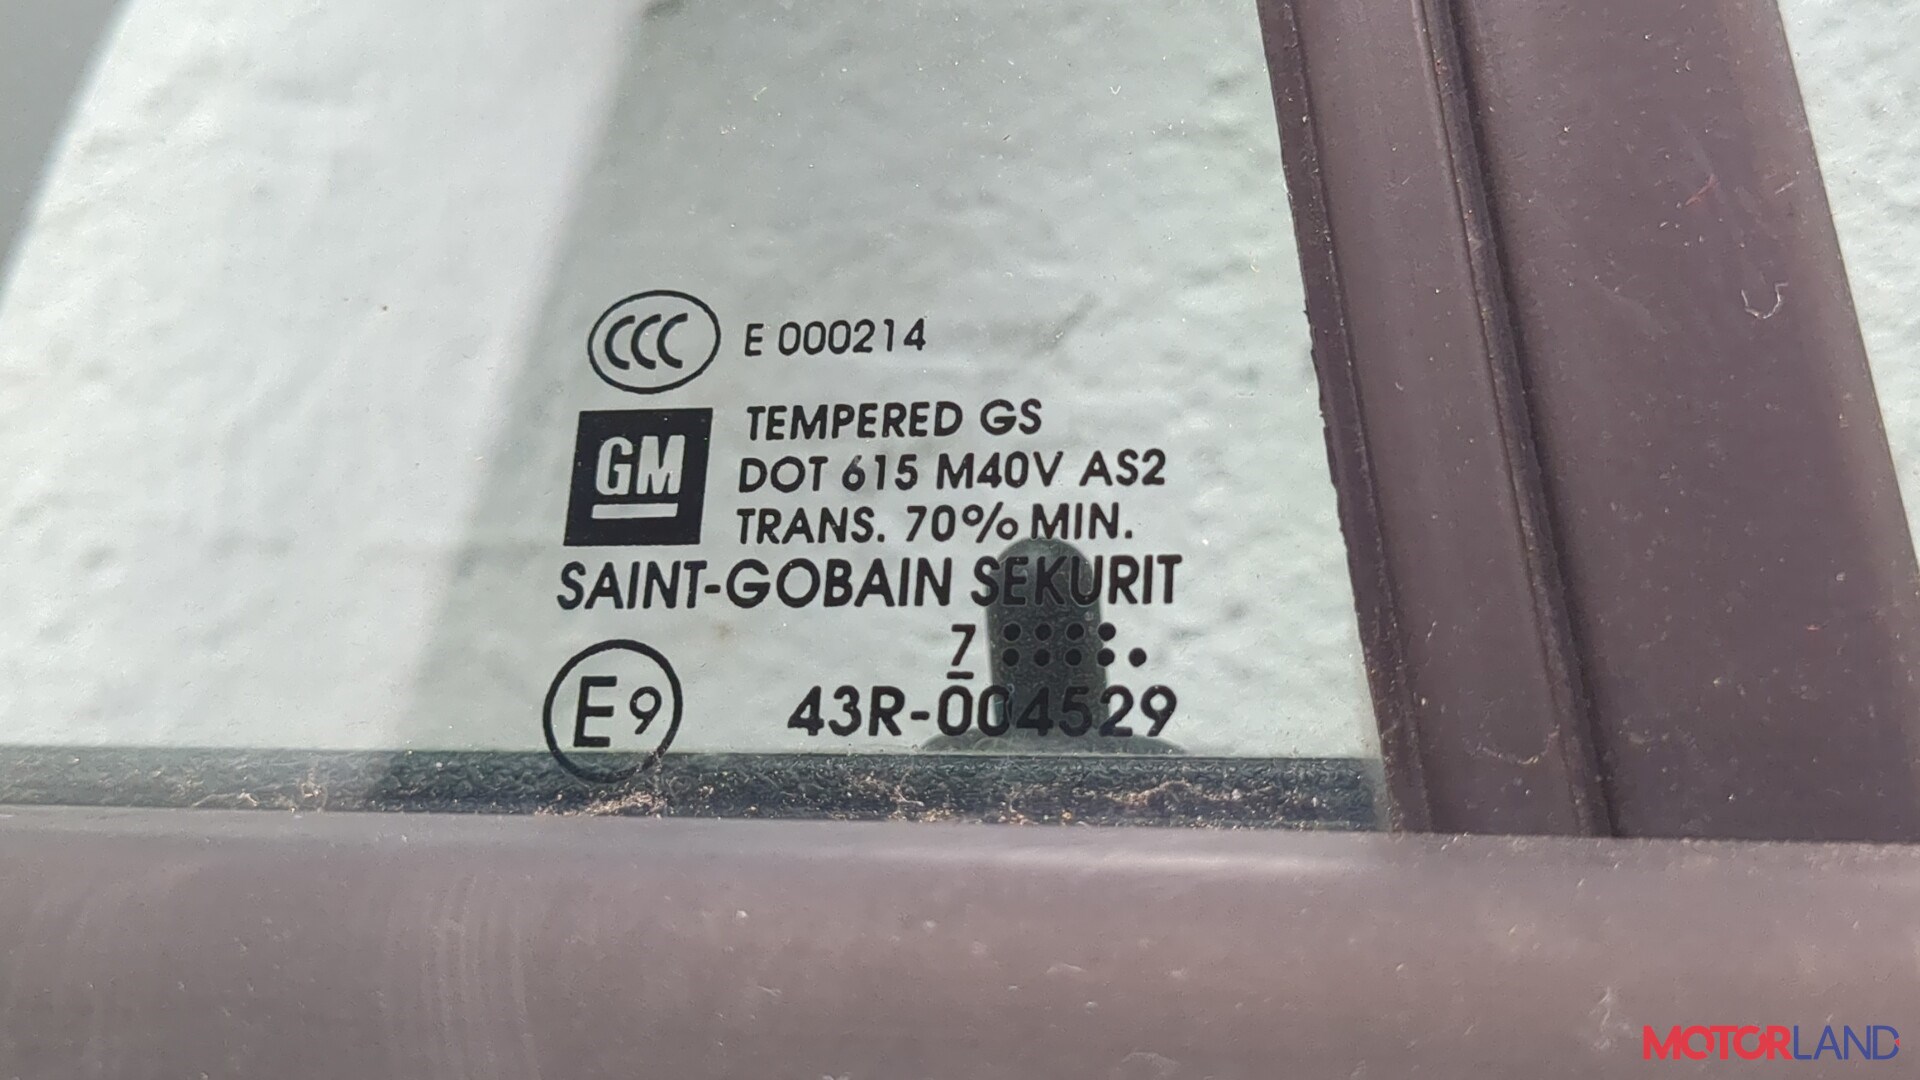 CCC E 000214
GM
TEMPERED GS
DOT 615 M40V AS2
TRANS. 70% MIN.
SAINT-GOBAIN SEKURIT
7
E9 43R-004529
MOTORLAND